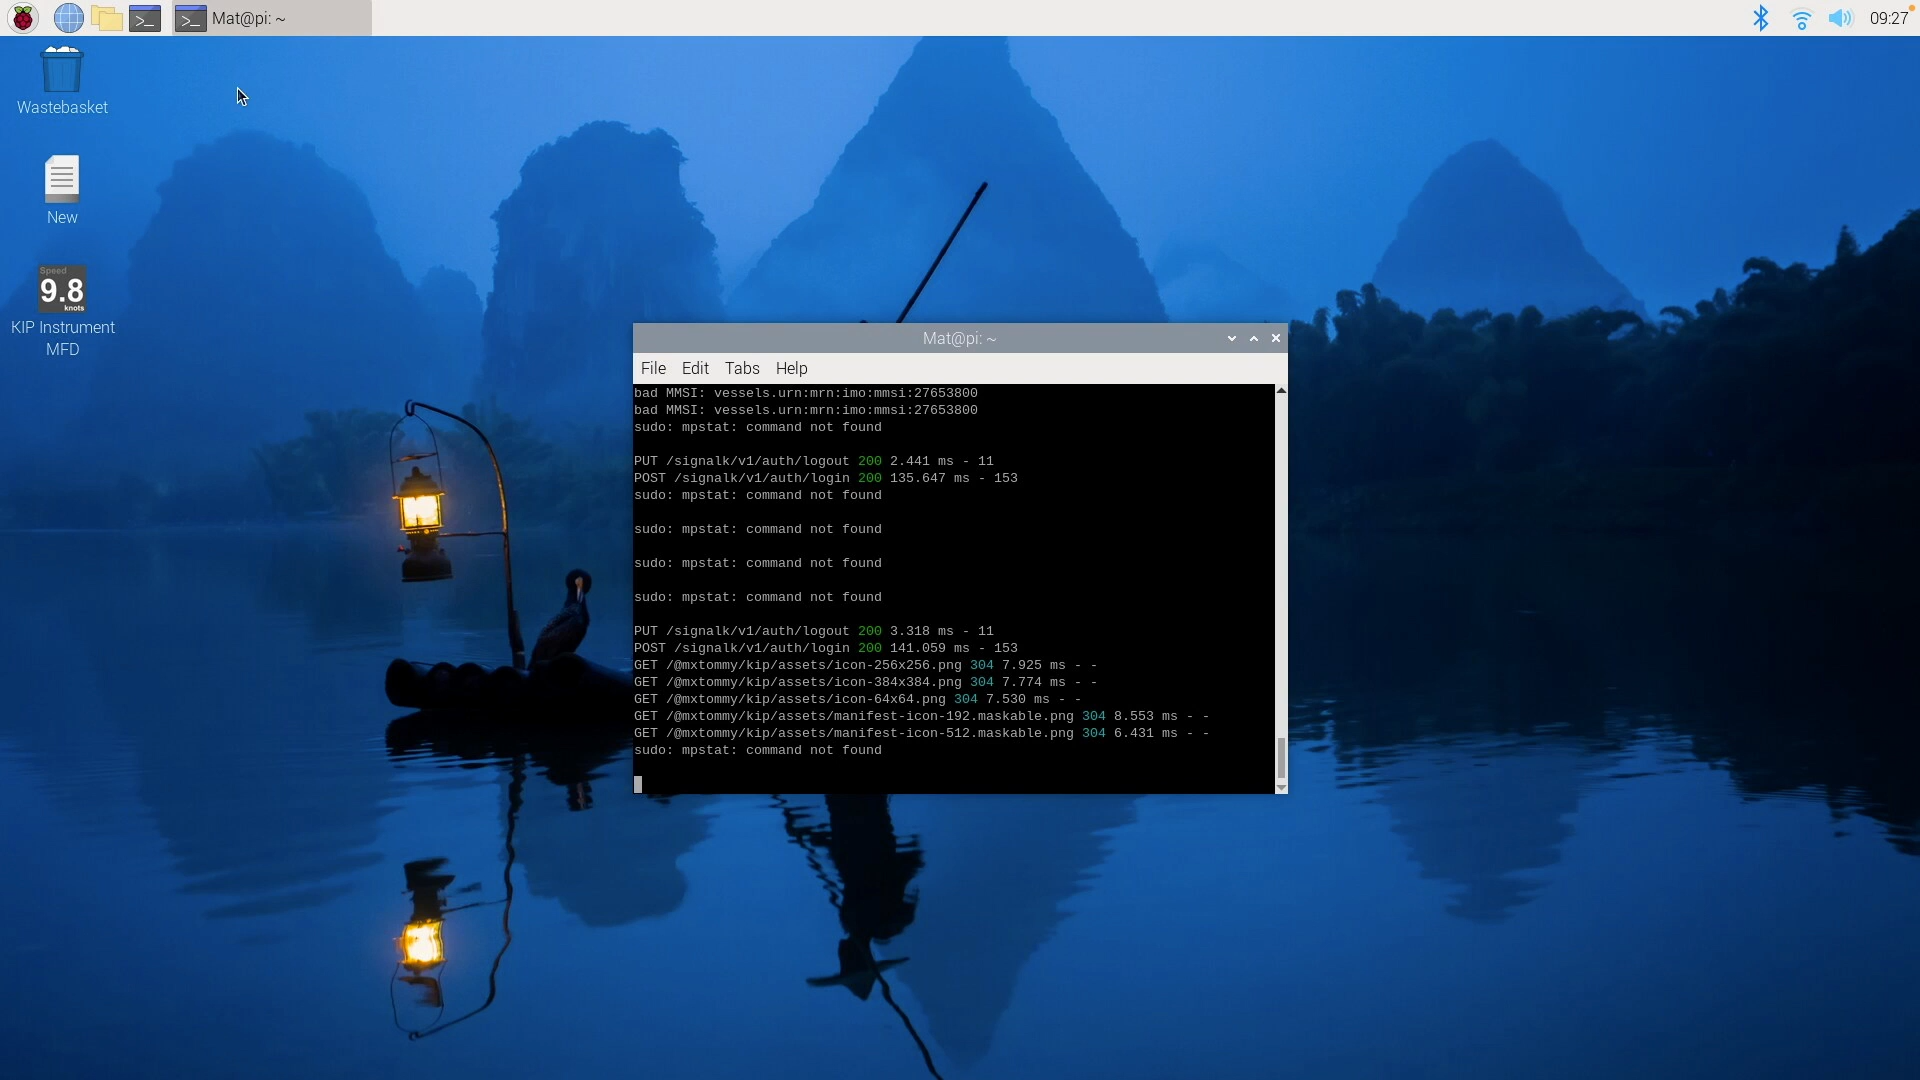 Mat@pi: ~
09:27
Wastebasket
New
Speed
9.8
knots
KIP Instrument
MFD
Mat@pi: ~
File Edit Tabs Help
bad MMSI: vessels.urn:mrn:imo:mmsi:27653800
bad MMSI: vessels.urn:mrn:imo:mmsi:27653800
sudo: mpstat: command not found
PUT /signalk/v1/auth/logout 200 2.441 ms - 11
POST /signalk/v1/auth/login 200 135.647 ms - 153
sudo: mpstat: command not found
sudo: mpstat: command not found
sudo: mpstat: command not found
sudo: mpstat: command not found
PUT /signalk/v1/auth/logout 200 3.318 ms - 11
POST /signalk/v1/auth/login 200 141.059 ms - 153
GET /@mxtommy/kip/assets/icon-256x256.png 304 7.925 ms - -
GET /@mxtommy/kip/assets/icon-384x384.png 304 7.774 ms - -
GET /@mxtommy/kip/assets/icon-64x64.png 304 7.530 ms - -
GET /@mxtommy/kip/assets/manifest-icon-192.maskable.png 304 8.553 ms - -
GET /@mxtommy/kip/assets/manifest-icon-512.maskable.png 304 6.431 ms - -
sudo: mpstat: command not found